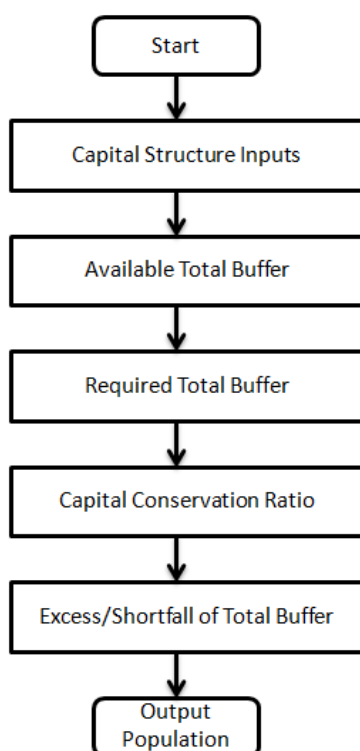 Start
Capital Structure Inputs
Available Total Buffer
Required Total Buffer
Capital Conservation Ratio
Excess/Shortfall of Total Buffer
Output
Population